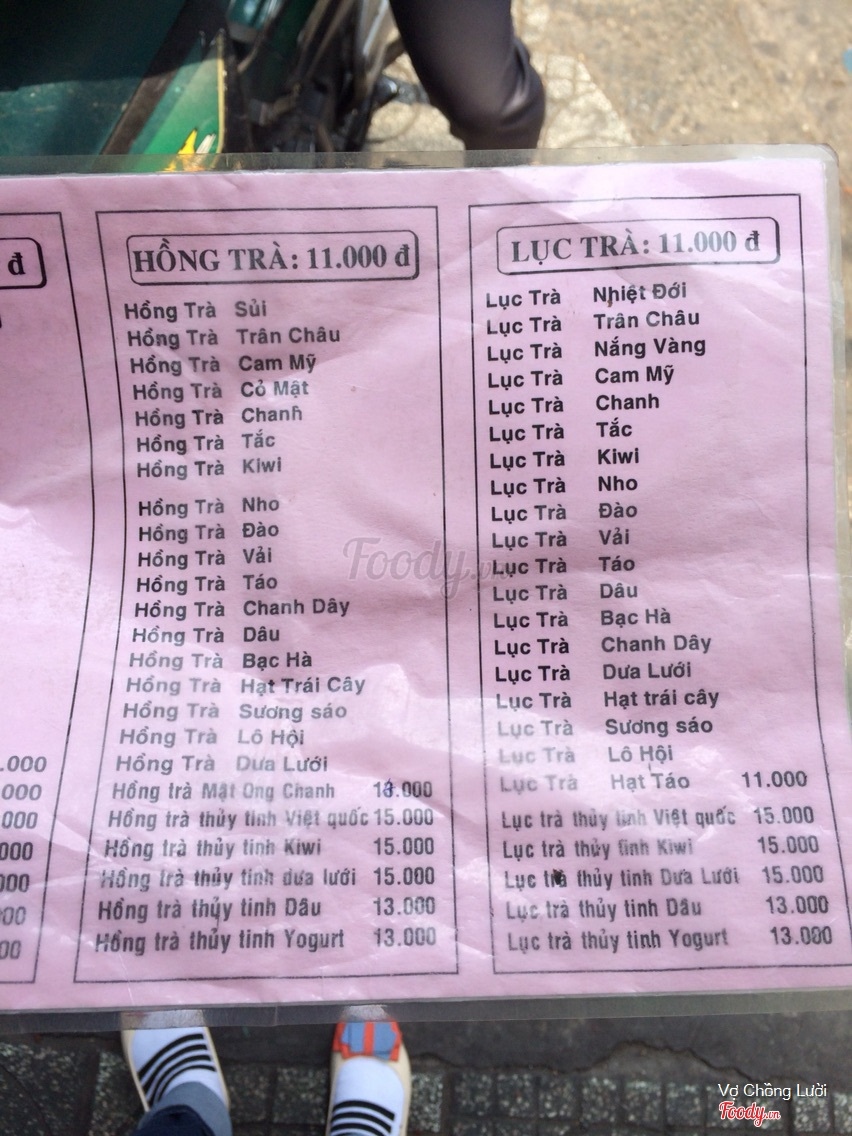 đ
.000
000
000
000
000
00
00
HỒNG TRÀ: 11.000 đ
Hồng Trà Sủi
Hồng Trà Trân Châu
Hồng Trà Cam Mỹ
Hồng Trà Cỏ Mật
Hồng Trà Chanh
Hồng Trà Tắc
Hồng Trà Kiwi
Hồng Trà Nho
Hồng Trà Đào
Hồng Trà Vải
Hồng Trà Táo
Hồng Trà Chanh Dây
Hồng Trà Dâu
Hồng Trà Bạc Hà
Hồng Trà Hạt Trái Cây
Hồng Trà Sương sáo
Hồng Trà Lô Hội
Hồng Trà Dưa Lưới
Hồng trà Mật Ong Chanh
Hồng trà thủy tinh Việt quốc 15.000
Hồng trà thủy tinh Kiwi 15.000
Hồng trà thủy tinh dưa lưới 15.000
Hồng trà thủy tinh Dâu 13.000
Hồng trà thủy tinh Yogurt 13.000
LỤC TRÀ: 11.000 đ
Lục Trà Nhiệt Đới
Lục Trà Trân Châu
Lục Trà Nắng Vàng
Lục Trà Cam Mỹ
Lục Trà Chanh
Lục Trà Tắc
Lục Trà Kiwi
Lục Trà Nho
Lục Trà Đào
Lục Trà Vải
Lục Trà Táo
Lục Trà Dâu
Lục Trà Bạc Hà
Lục Trà Chanh Dây
Lục Trà Dưa Lưới
Lục Trà Hạt trái cây
Lục Trà Sương sáo
Lục Trà Lô Hội
Lục Trà Hạt Táo 11.000
Lục trà thủy tinh Việt quốc 15.000
Lục trà thủy tinh Kiwi 15.000
Lục trà thủy tinh Dưa Lưới 15.000
Lục trà thủy tinh Dâu 13.000
Lục trà thủy tinh Yogurt 13.000
Foody.vn
Vợ Chồng Lười
Foody.vn